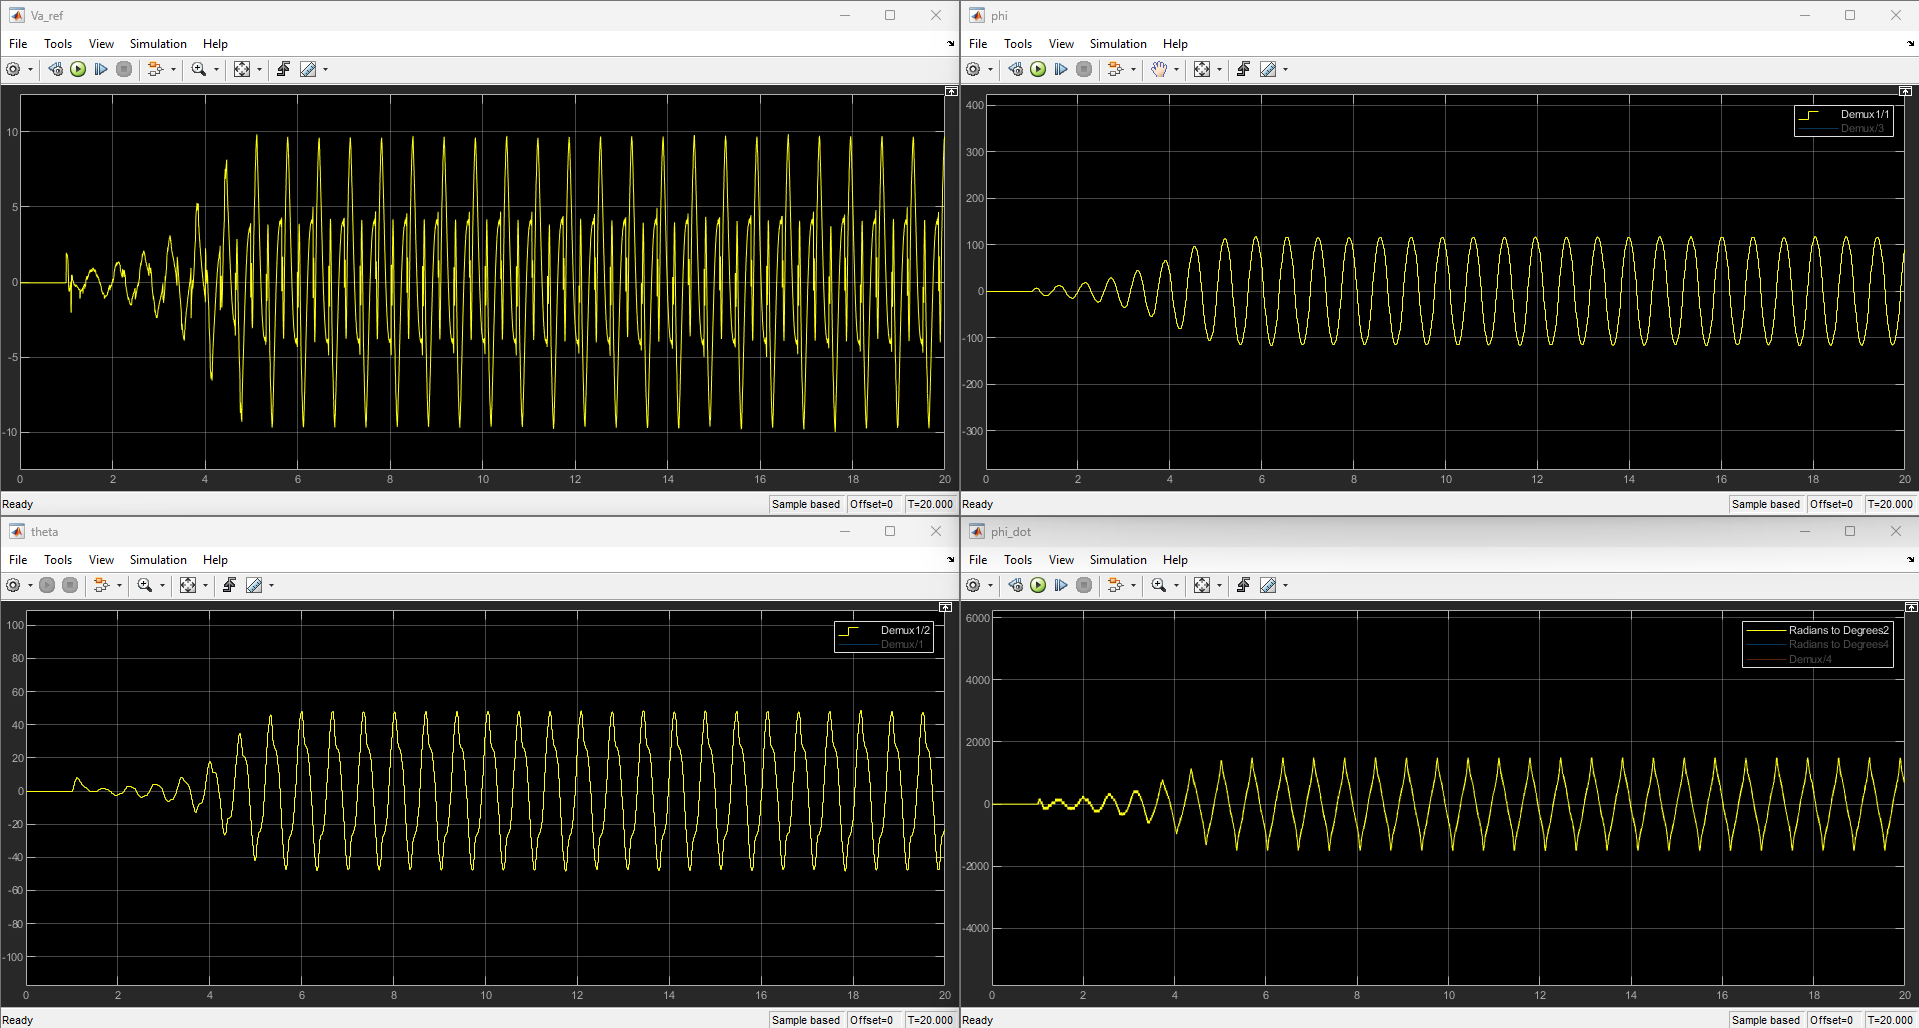 Va_ref
File Tools View Simulation Help
10
5
0
-5
-10
0 2 4 6 8 10 12 14 16 18 20
Ready
Sample based Offset=0 T=20.000
phi
File Tools View Simulation Help
400
300
200
100
0
-100
-200
-300
Demux1/1
Demux/3
0 2 4 6 8 10 12 14 16 18 20
Ready
Sample based Offset=0 T=20.000
theta
File Tools View Simulation Help
100
80
60
40
20
0
-20
-40
-60
-80
-100
Demux1/2
Demux/1
0 2 4 6 8 10 12 14 16 18 20
Ready
Sample based Offset=0 T=20.000
phi_dot
File Tools View Simulation Help
6000
4000
2000
0
-2000
-4000
Radians to Degrees2
Radians to Degrees4
Demux/4
0 2 4 6 8 10 12 14 16 18 20
Ready
Sample based Offset=0 T=20.000